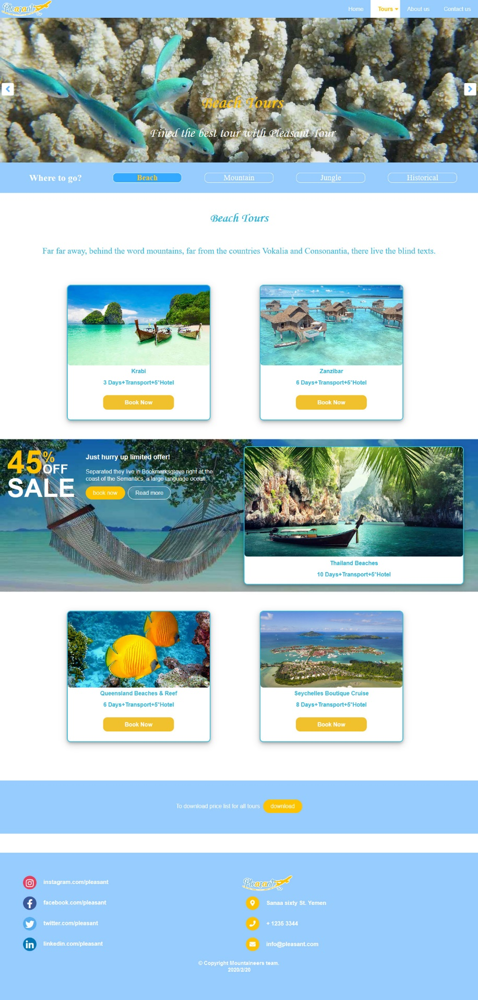 Pleasant
Tour
Home
Tours
About us
Contact us
Beach Tours
Fined the best tour with Pleasant Tour
Where to go?
Beach
Mountain
Jungle
Historical
Beach Tours
Far far away, behind the word mountains, far from the countries Vokalia and Consonantia, there live the blind texts.
Krabi
3 Days+Transport+5*Hotel
Book Now
Zanzibar
6 Days+Transport+5*Hotel
Book Now
45%
OFF
SALE
Just hurry up limited offer!
Separated they live in Bookmarksgrove right at the
coast of the Semantics, a large language ocean.
book now
Read more
Thailand Beaches
10 Days+Transport+5*Hotel
Queensland Beaches & Reef
6 Days+Transport+5*Hotel
Book Now
Seychelles Boutique Cruise
8 Days+Transport+5*Hotel
Book Now
To download price list for all tours
download
instagram.com/pleasant
facebook.com/pleasant
twitter.com/pleasant
linkedin.com/pleasant
Pleasant
Tour
Sanaa sixty St. Yemen
+ 1235 3344
info@pleasant.com
© Copyright Mountaineers team.
2020/2/20